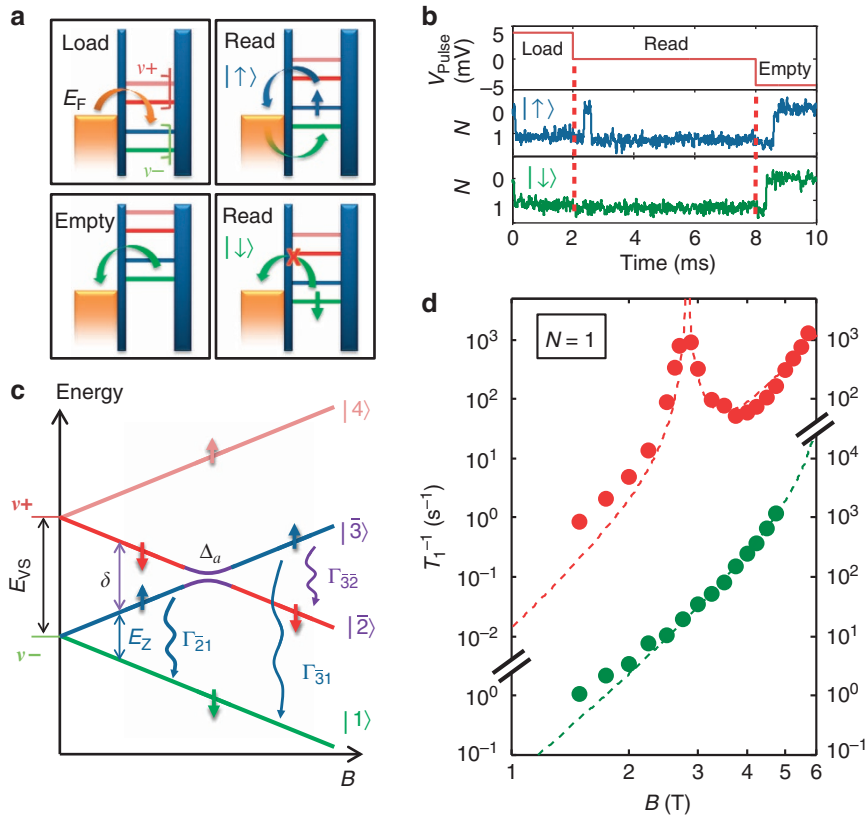 a
Load
v+
E_F
v−
Read
|↑⟩
Empty
Read
|↓⟩
X
b
V_Pulse (mV)
5
0
−5
Load
Read
Empty
N
0
1
|↑⟩
N
0
1
|↓⟩
0 2 4 6 8 10
Time (ms)
c
Energy
|4⟩
v+
E_VS
v−
δ
Δ_a
|3̄⟩
Γ_3̄2̄
E_Z
Γ_2̄1
|2̄⟩
Γ_3̄1
|1⟩
B
d
N = 1
T_1^−1 (s^−1)
10^3
10^2
10^1
10^0
10^−1
10^−2
10^0
10^−1
10^3
10^2
10^4
10^3
10^2
10^1
10^0
10^−1
1 2 3 4 5 6
B (T)